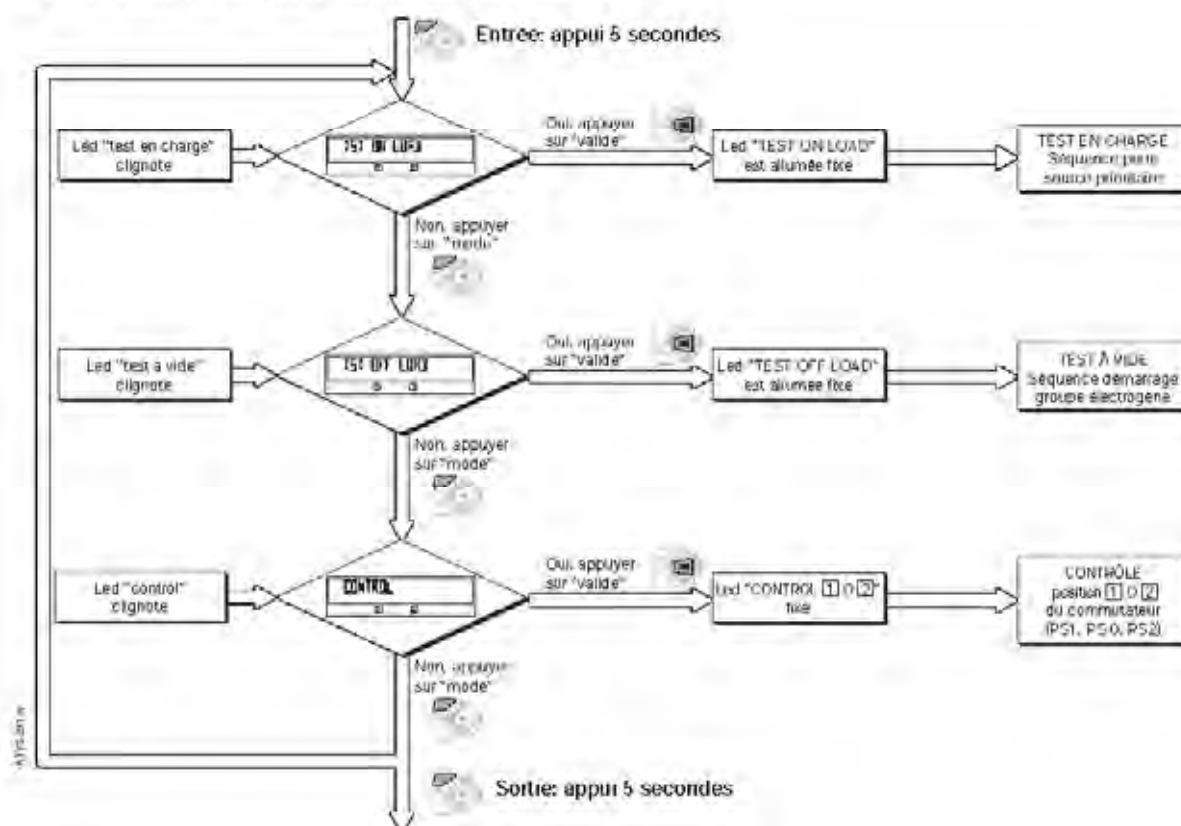 Entrée: appui 5 secondes
Led "test en charge"
clignote
TST ON LOAD
Oui, appuyer
sur "valide"
Led "TEST ON LOAD"
est allumée fixe
TEST EN CHARGE
Séquence perte
source prioritaire
Non, appuyer
sur "mode"
Led "test à vide"
clignote
TST OFF LOAD
Oui, appuyer
sur "valide"
Led "TEST OFF LOAD"
est allumée fixe
TEST À VIDE
Séquence démarrage
groupe électrogène
Non, appuyer
sur "mode"
Led "control"
clignote
CONTROL
Oui, appuyer
sur "valide"
Led "CONTROL 1 0 2"
fixe
CONTRÔLE
position 1 0 2
du commutateur
(PS1, PS0, PS2)
Non, appuyer
sur "mode"
Sortie: appui 5 secondes